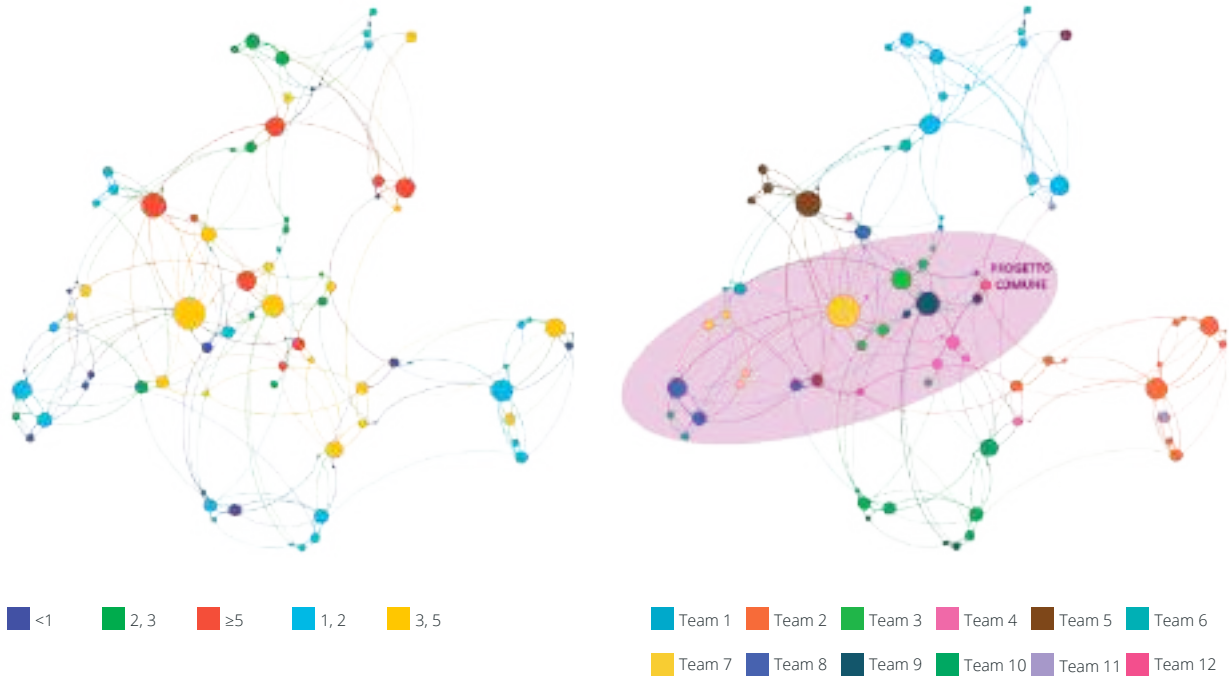 PROGETTO
COMUNE
<1
2, 3
≥5
1, 2
3, 5
Team 1
Team 2
Team 3
Team 4
Team 5
Team 6
Team 7
Team 8
Team 9
Team 10
Team 11
Team 12